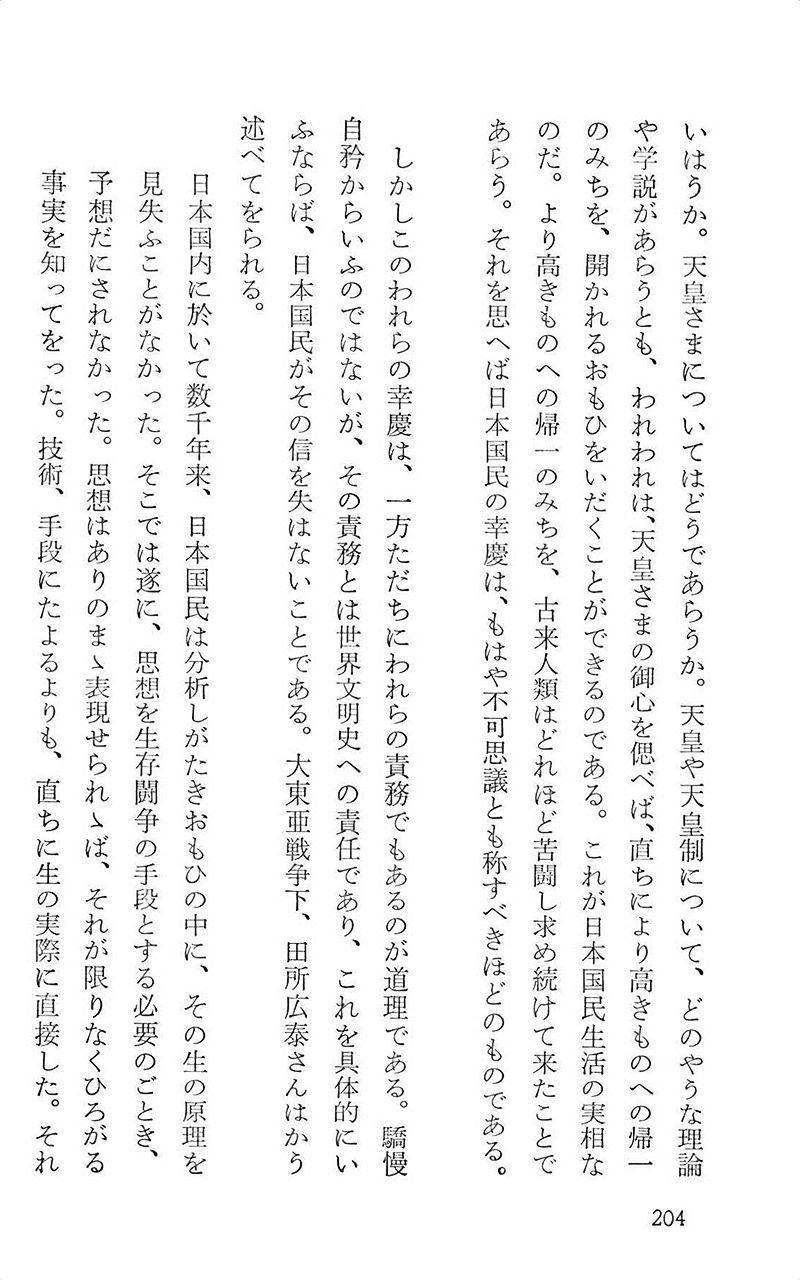 いはうか。天皇さまについてはどうであらうか。天皇や天皇制について、どのやうな理論
や学説があらうとも、われわれは、天皇さまの御心を偲べば、直ちにより高きものへの帰一
のみちを、開かれるおもひをいだくことができるのである。これが日本国民生活の実相な
のだ。より高きものへの帰一のみちを、古来人類はどれほど苦闘し求め続けて来たことで
あらう。それを思へば日本国民の幸慶は、もはや不可思議とも称すべきほどのものである。
しかしこのわれらの幸慶は、一方ただちにわれらの責務でもあるのが道理である。驕慢
自矜からいふのではないが、その責務とは世界文明史への責任であり、これを具体的にい
ふならば、日本国民がその信を失はないことである。大東亜戦争下、田所広泰さんはかう
述べてをられる。
日本国内に於いて数千年来、日本国民は分析しがたきおもひの中に、その生の原理を
見失ふことがなかった。そこでは遂に、思想を生存闘争の手段とする必要のごとき、
予想だにされなかった。思想はありのまゝ表現せられゝば、それが限りなくひろがる
事実を知ってをった。技術、手段にたよるよりも、直ちに生の実際に直接した。それ
204